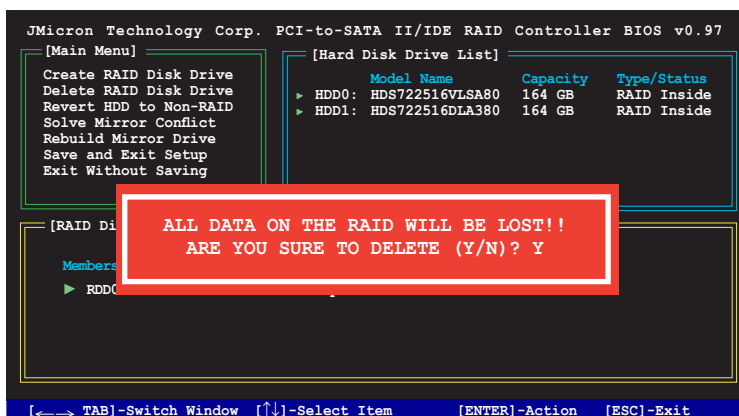 JMicron Technology Corp. PCI-to-SATA II/IDE RAID Controller BIOS v0.97
[Main Menu]
Create RAID Disk Drive
Delete RAID Disk Drive
Revert HDD to Non-RAID
Solve Mirror Conflict
Rebuild Mirror Drive
Save and Exit Setup
Exit Without Saving
[Hard Disk Drive List]
Model Name Capacity Type/Status
▶ HDD0: HDS722516VLSA80 164 GB RAID Inside
▶ HDD1: HDS722516DLA380 164 GB RAID Inside
[RAID Di
ALL DATA ON THE RAID WILL BE LOST!!
ARE YOU SURE TO DELETE (Y/N)? Y
Members
▶ RDD0
[←→ TAB]-Switch Window [↑↓]-Select Item [ENTER]-Action [ESC]-Exit